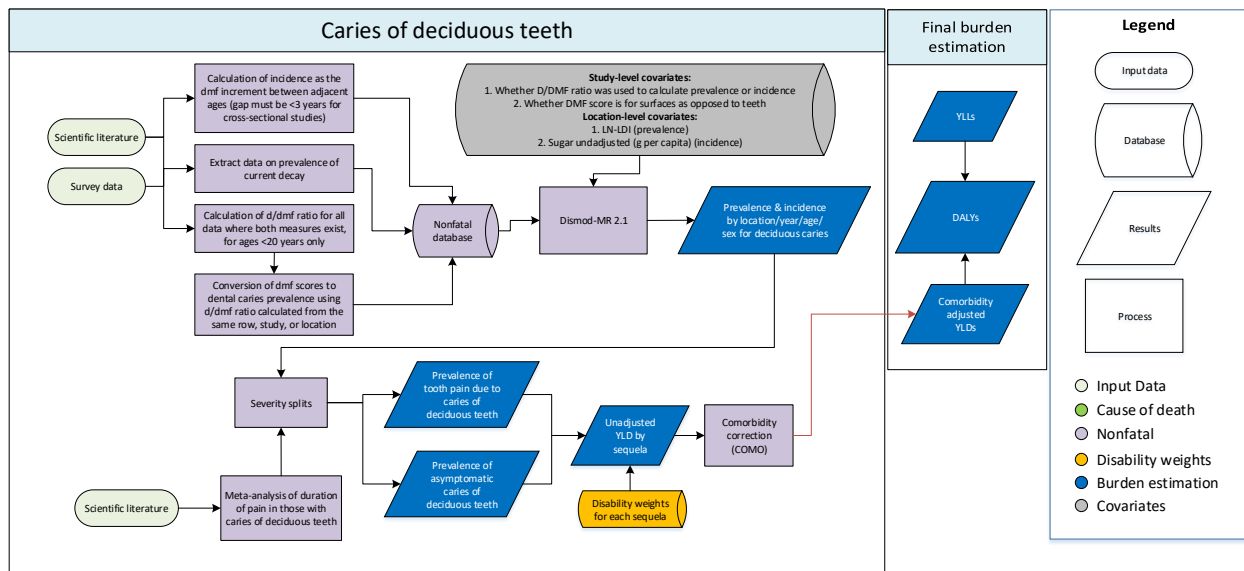 Caries of deciduous teeth
Final burden
estimation
Legend
Scientific literature
Survey data
Calculation of incidence as the
dmf increment between adjacent
ages (gap must be <3 years for
cross-sectional studies)
Extract data on prevalence of
current decay
Calculation of d/dmf ratio for all
data where both measures exist,
for ages <20 years only
Conversion of dmf scores to
dental caries prevalence using
d/dmf ratio calculated from the
same row, study, or location
Nonfatal
database
Study-level covariates:
1. Whether D/DMF ratio was used to calculate prevalence or incidence
2. Whether DMF score is for surfaces as opposed to teeth
Location-level covariates:
1. LN-LDI (prevalence)
2. Sugar undadjusted (g per capita) (incidence)
Dismod-MR 2.1
Prevalence & incidence
by location/year/age/
sex for deciduous caries
Severity splits
Scientific literature
Meta-analysis of duration
of pain in those with
caries of deciduous teeth
Prevalence of
tooth pain due to
caries of
deciduous teeth
Prevalence of
asymptomatic
caries of
deciduous teeth
Unadjusted
YLD by
sequela
Disability weights
for each sequela
Comorbidity
correction
(COMO)
YLLs
DALYs
Comorbidity
adjusted
YLDs
Input data
Database
Results
Process
Input Data
Cause of death
Nonfatal
Disability weights
Burden estimation
Covariates